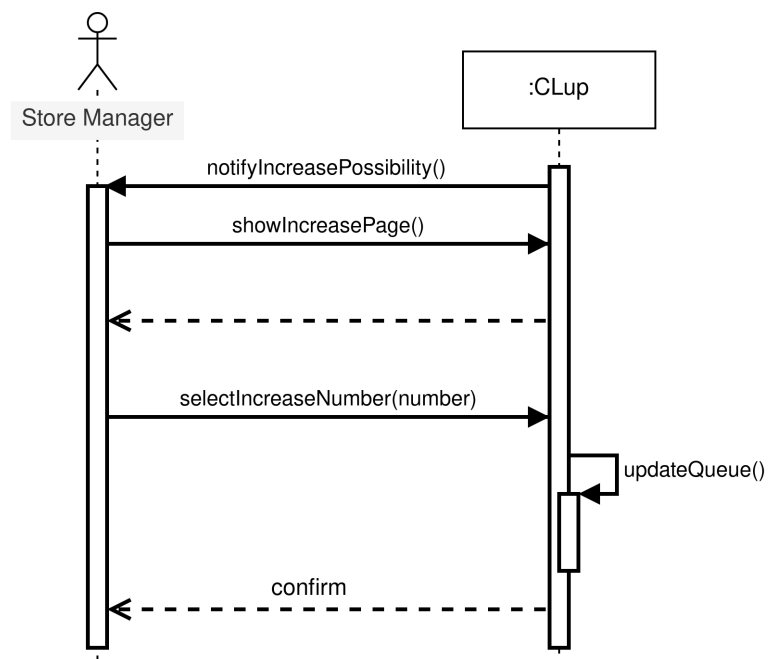 :CLup
Store Manager
notifyIncreasePossibility()
showIncreasePage()
selectIncreaseNumber(number)
updateQueue()
confirm